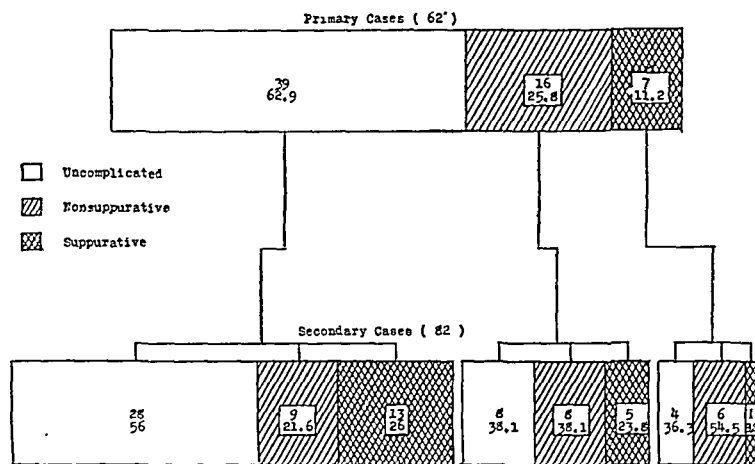 Primary Cases ( 62 )
39 16 7
62.9 25.8 11.2
Uncomplicated
Nonsuppurative
Suppurative
Secondary Cases ( 82 )
28 9 13 8 8 5 4 6 1
56 21.6 26 38.1 38.1 23.8 36.3 54.5